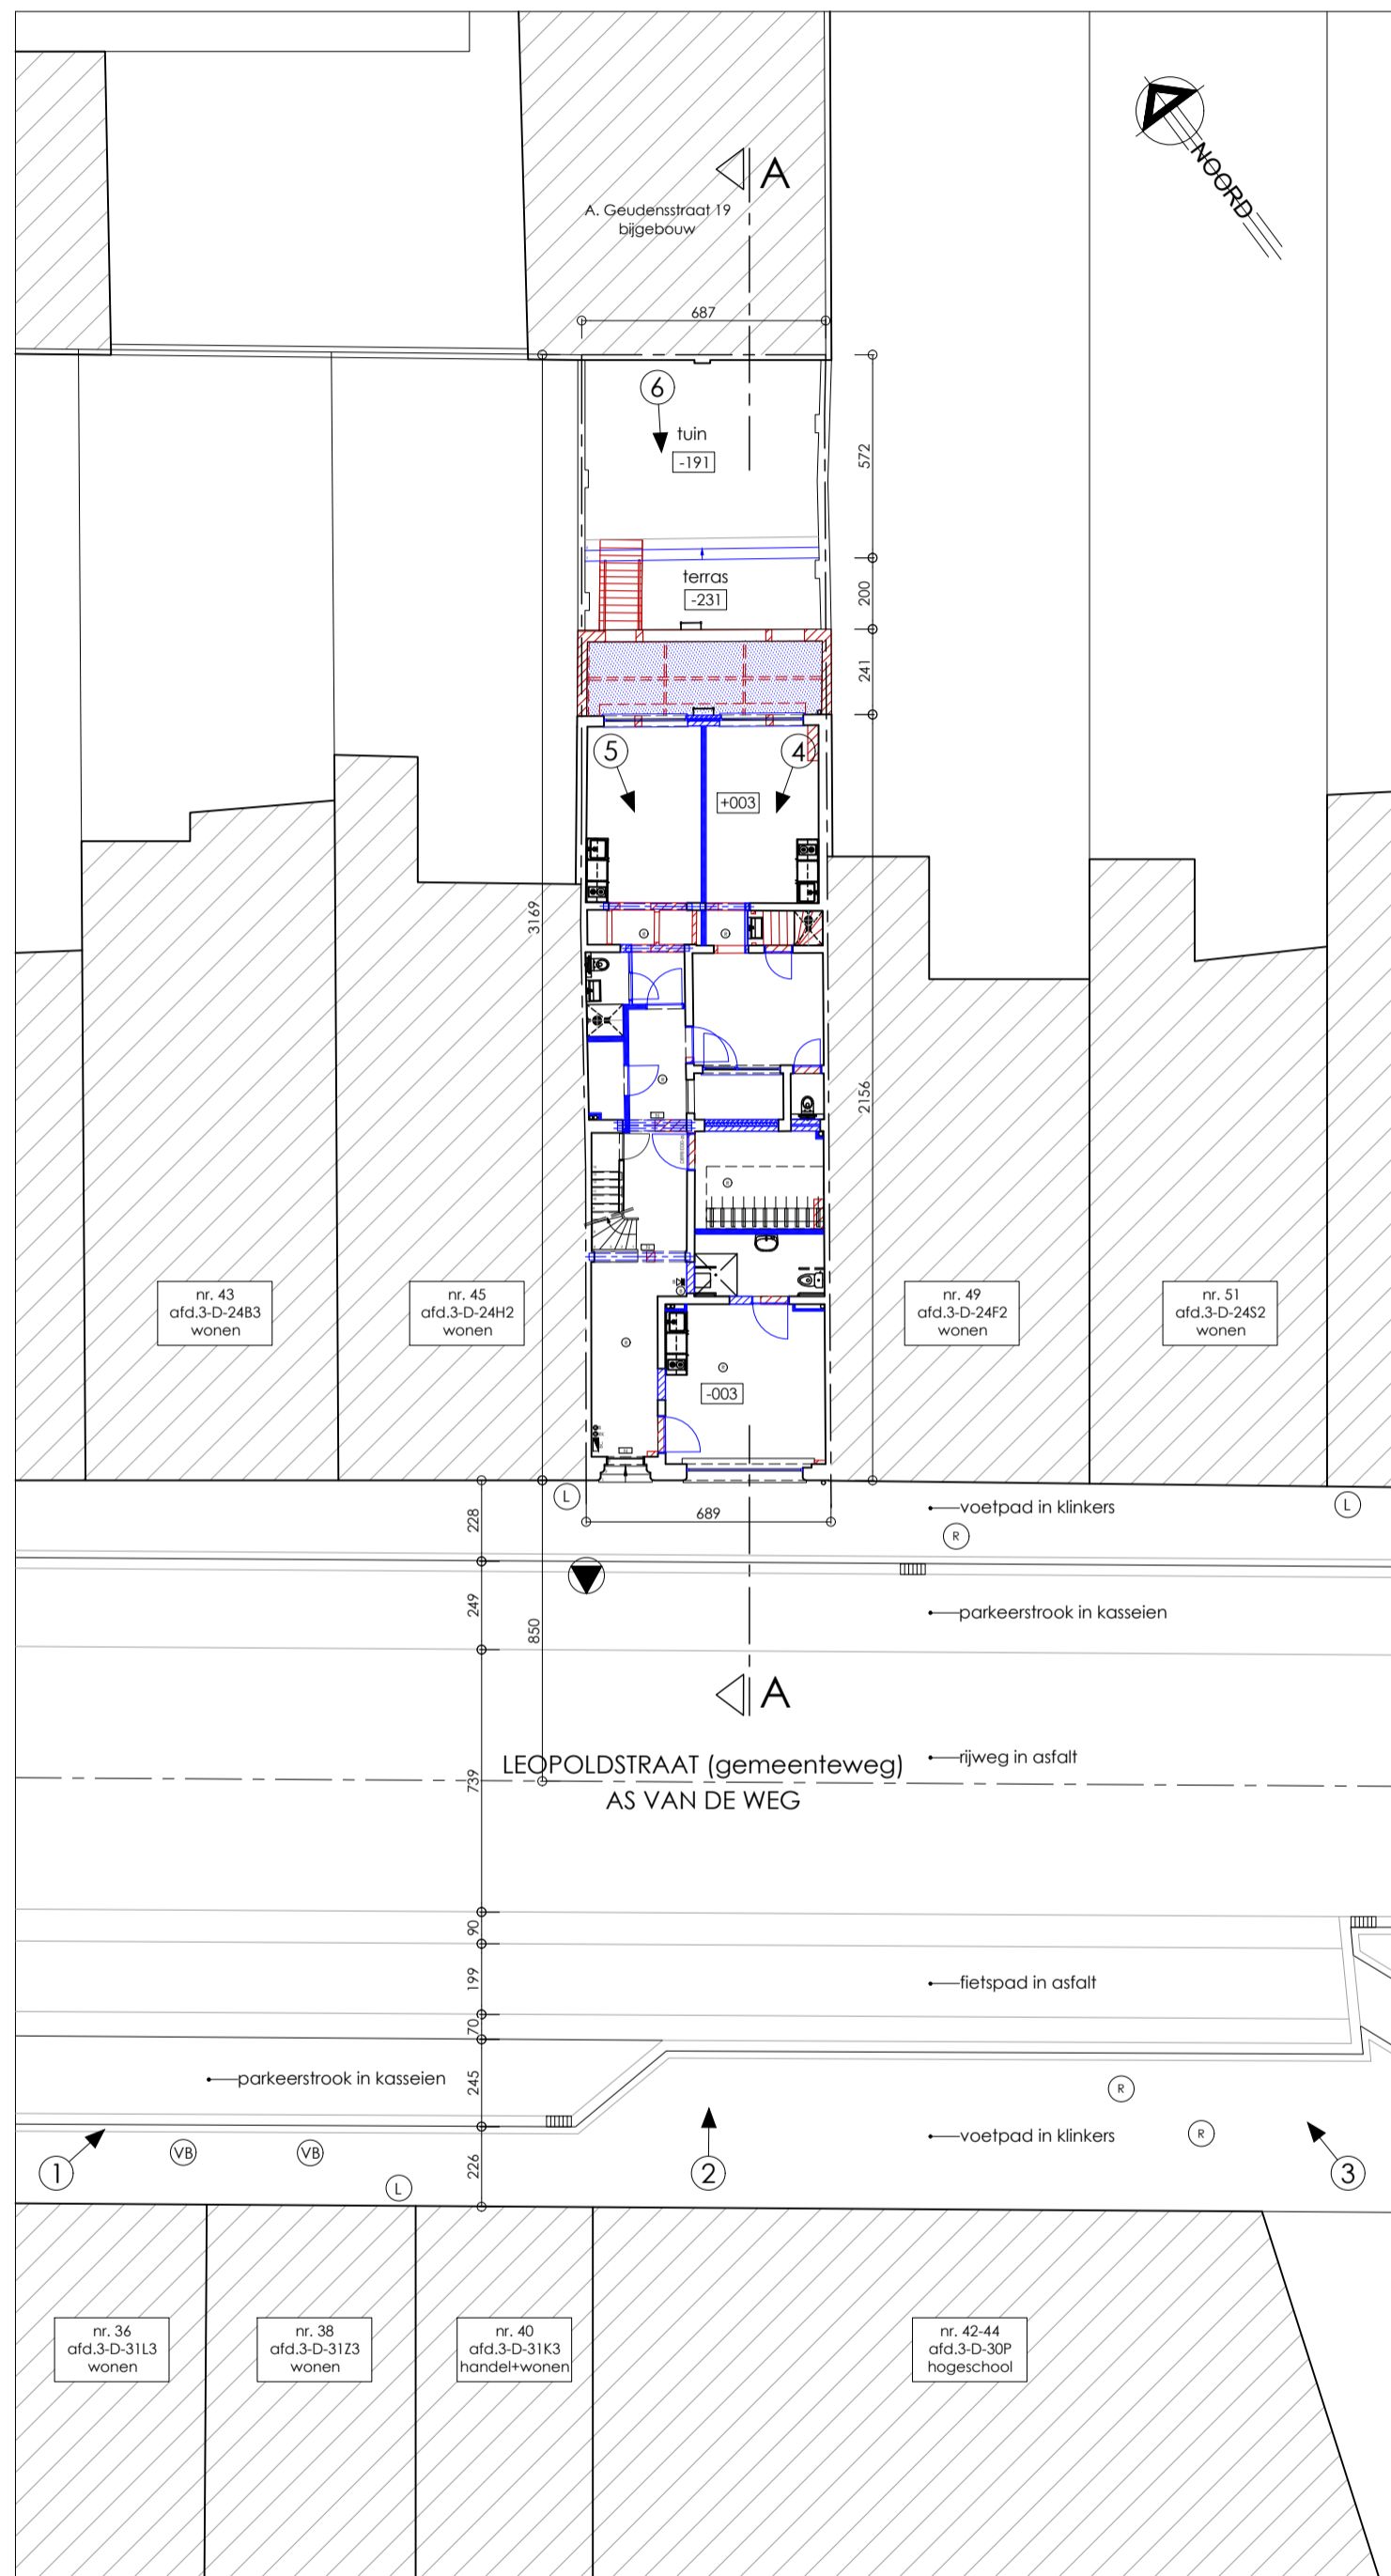 NOORD
A
A. Geudensstraat 19
bijgebouw
687
6
tuin
-191
572
terras
-231
200
241
5
4
+003
3169
2156
nr. 43
afd.3-D-24B3
wonen
nr. 45
afd.3-D-24H2
wonen
nr. 49
afd.3-D-24F2
wonen
nr. 51
afd.3-D-24S2
wonen
-003
L
L
228
689
voetpad in klinkers
R
249
850
parkeerstrook in kasseien
A
LEOPOLDSTRAAT (gemeenteweg)
rijweg in asfalt
739
AS VAN DE WEG
90
199
fietspad in asfalt
70
parkeerstrook in kasseien
245
R
voetpad in klinkers
R
VB
VB
1
226
2
3
L
nr. 36
afd.3-D-31L3
wonen
nr. 38
afd.3-D-31Z3
wonen
nr. 40
afd.3-D-31K3
handel+wonen
nr. 42-44
afd.3-D-30P
hogeschool